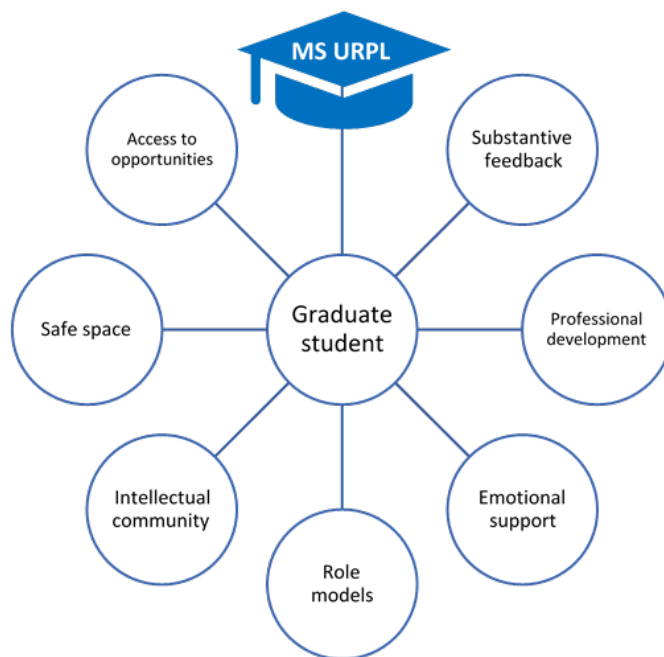 MS URPL
Access to
opportunities
Substantive
feedback
Safe space
Graduate
student
Professional
development
Intellectual
community
Emotional
support
Role
models